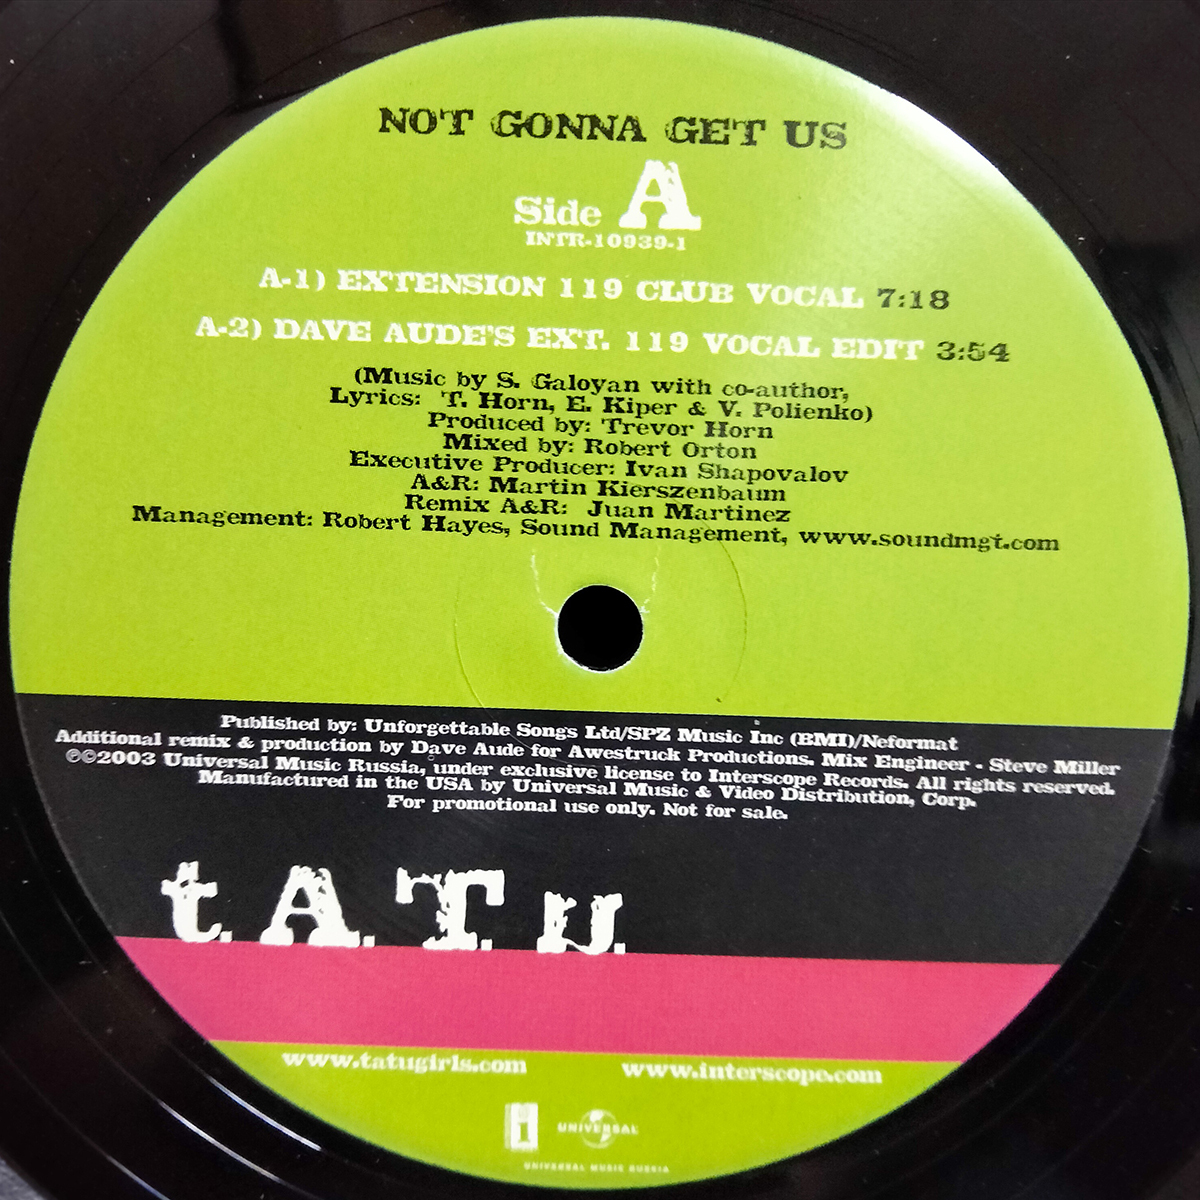 NOT GONNA GET US
Side A
INTR-10939-1
A-1) EXTENSION 119 CLUB VOCAL 7:18
A-2) DAVE AUDE'S EXT. 119 VOCAL EDIT 3:54
(Music by S. Galoyan with co-author,
Lyrics: T. Horn, E. Kiper & V. Polienko)
Produced by: Trevor Horn
Mixed by: Robert Orton
Executive Producer: Ivan Shapovalov
A&R: Martin Kierszenbaum
Remix A&R: Juan Martinez
Management: Robert Hayes, Sound Management, www.soundmgt.com
Published by: Unforgettable Songs Ltd/SPZ Music Inc (BMI)/Neformat
Additional remix & production by Dave Aude for Awestruck Productions. Mix Engineer - Steve Miller
℗©2003 Universal Music Russia, under exclusive license to Interscope Records. All rights reserved.
Manufactured in the USA by Universal Music & Video Distribution, Corp.
For promotional use only. Not for sale.
t.A.T.u.
www.tatugirls.com www.interscope.com
i UNIVERSAL
UNIVERSAL MUSIC RUSSIA